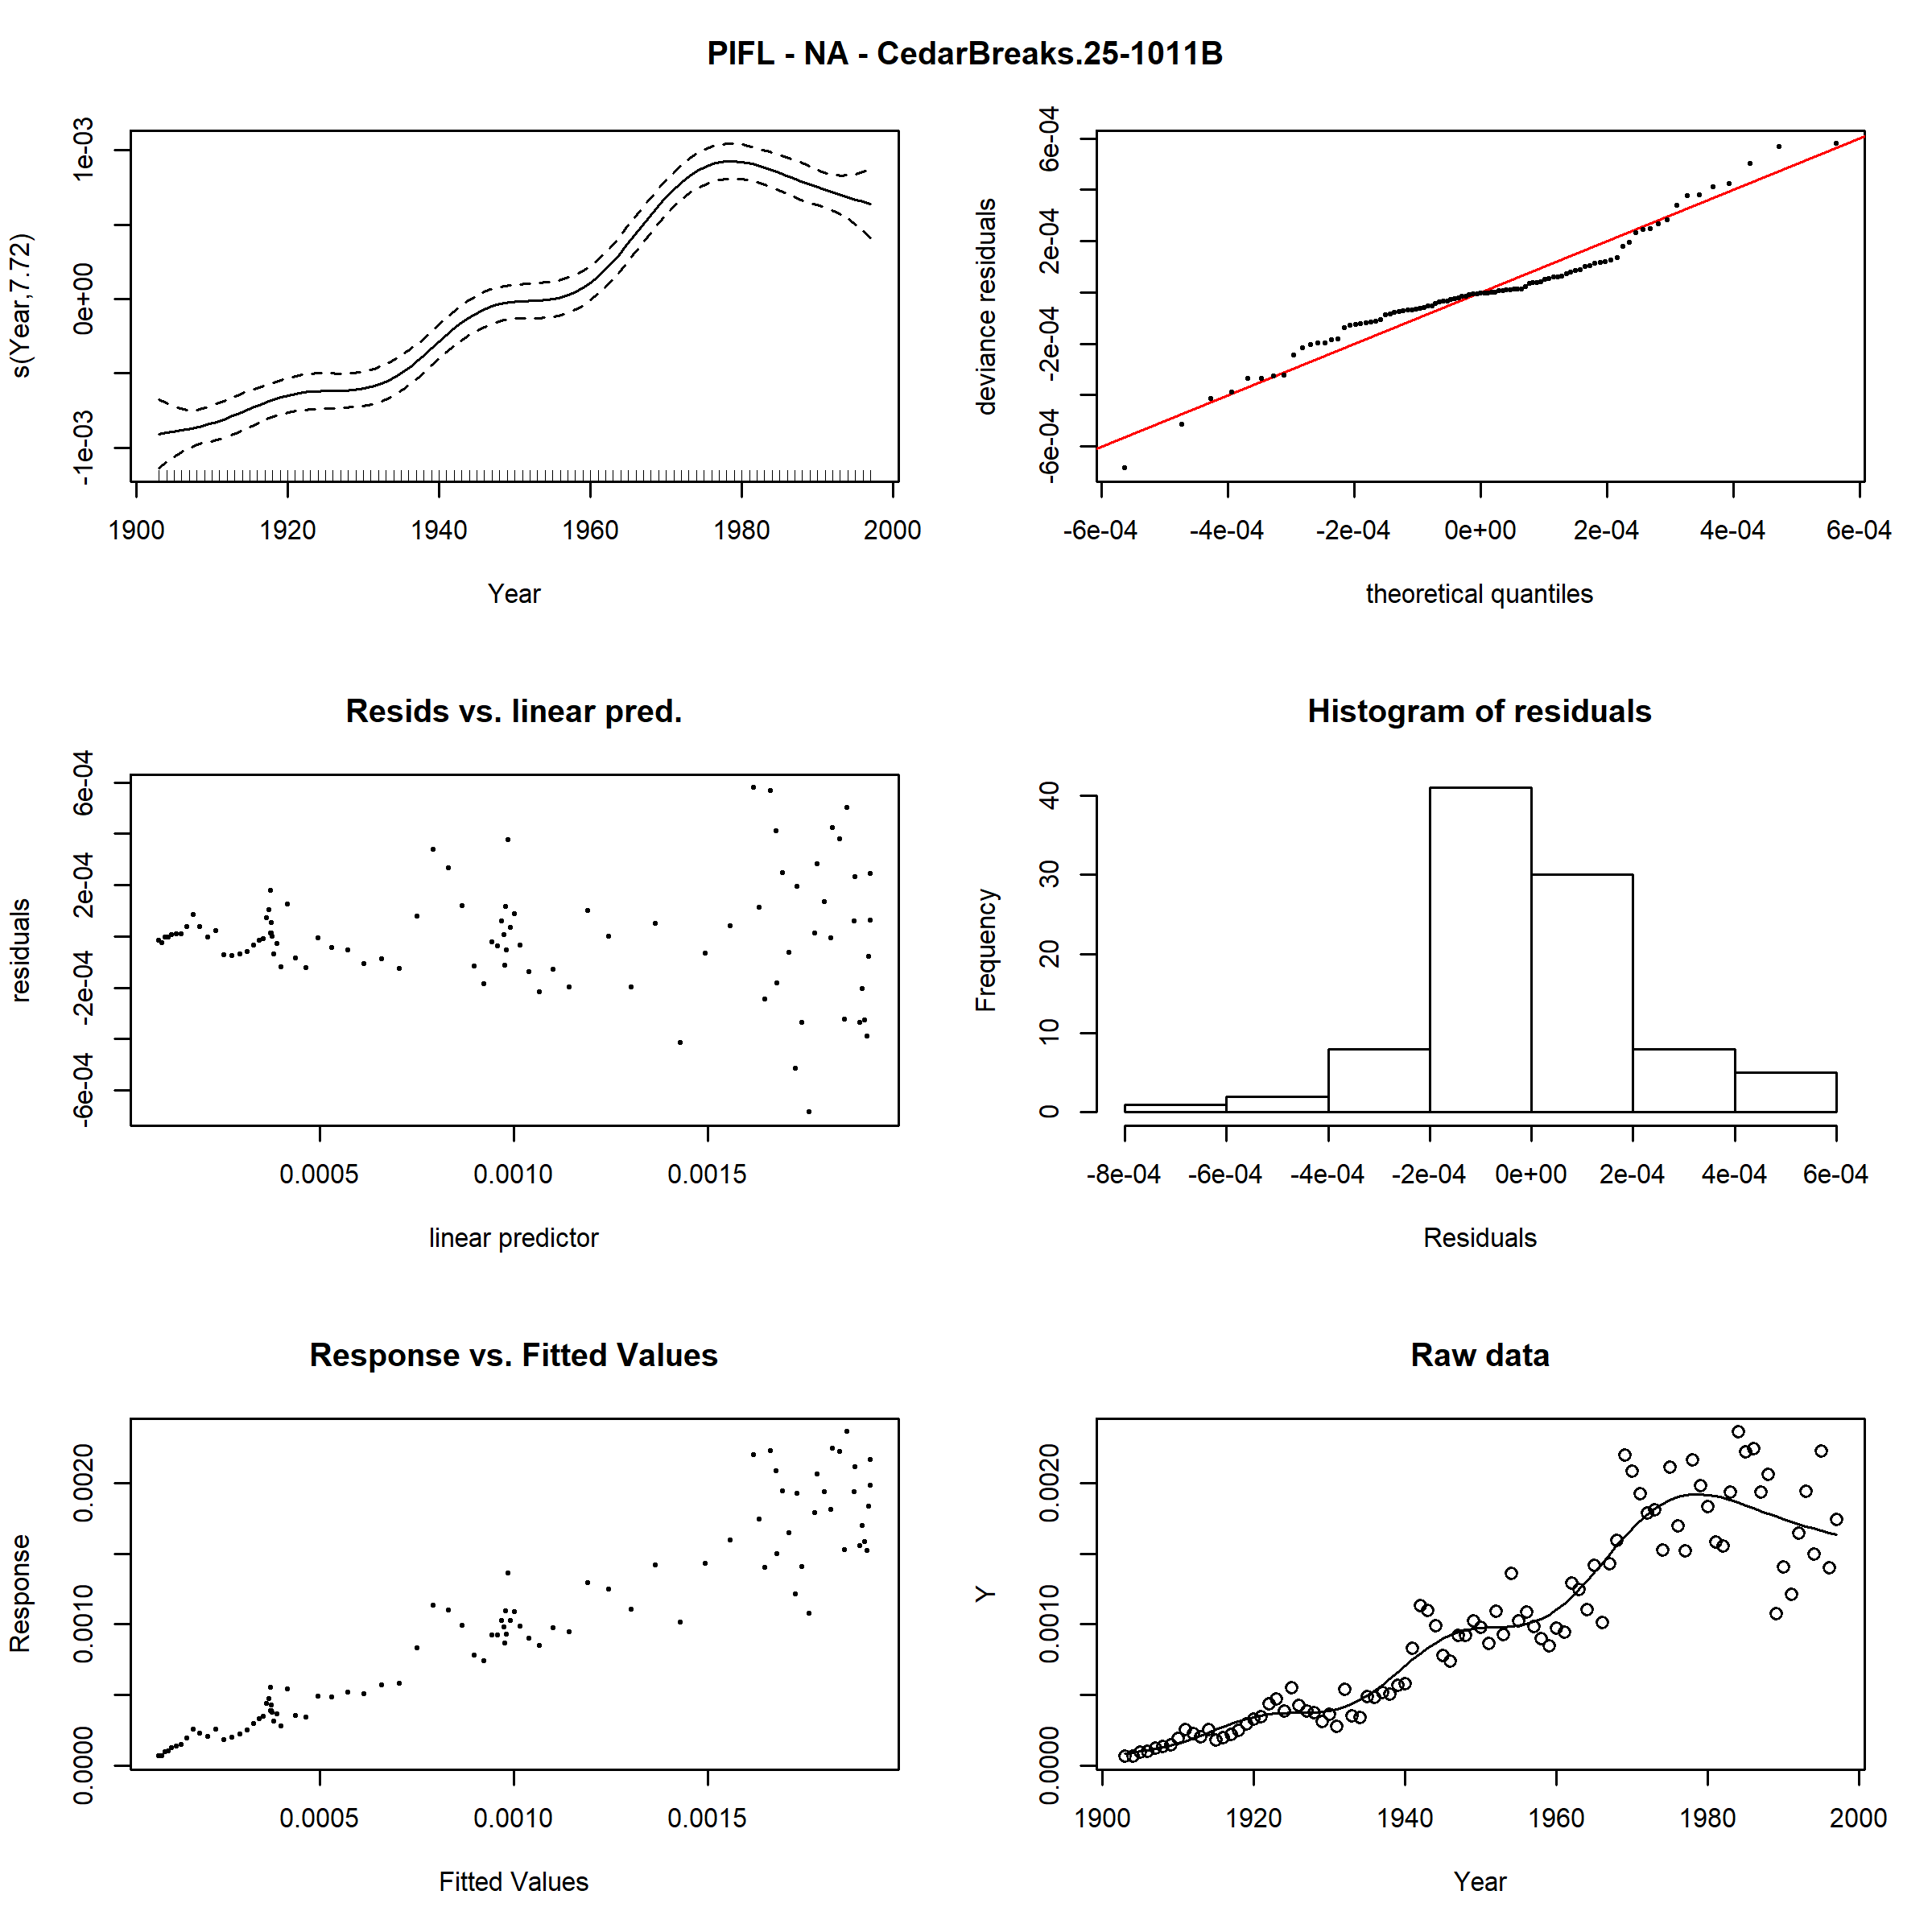 PIFL - NA - CedarBreaks.25-1011B
s(Year,7.72)
-1e-03 0e+00 1e-03
1900 1920 1940 1960 1980 2000
Year
deviance residuals
-6e-04 -2e-04 2e-04 6e-04
-6e-04 -4e-04 -2e-04 0e+00 2e-04 4e-04 6e-04
theoretical quantiles
Resids vs. linear pred.
residuals
-6e-04 -2e-04 2e-04 6e-04
0.0005 0.0010 0.0015
linear predictor
Histogram of residuals
Frequency
0 10 20 30 40
-8e-04 -6e-04 -4e-04 -2e-04 0e+00 2e-04 4e-04 6e-04
Residuals
Response vs. Fitted Values
Response
0.0000 0.0010 0.0020
0.0005 0.0010 0.0015
Fitted Values
Raw data
Y
0.0000 0.0010 0.0020
1900 1920 1940 1960 1980 2000
Year